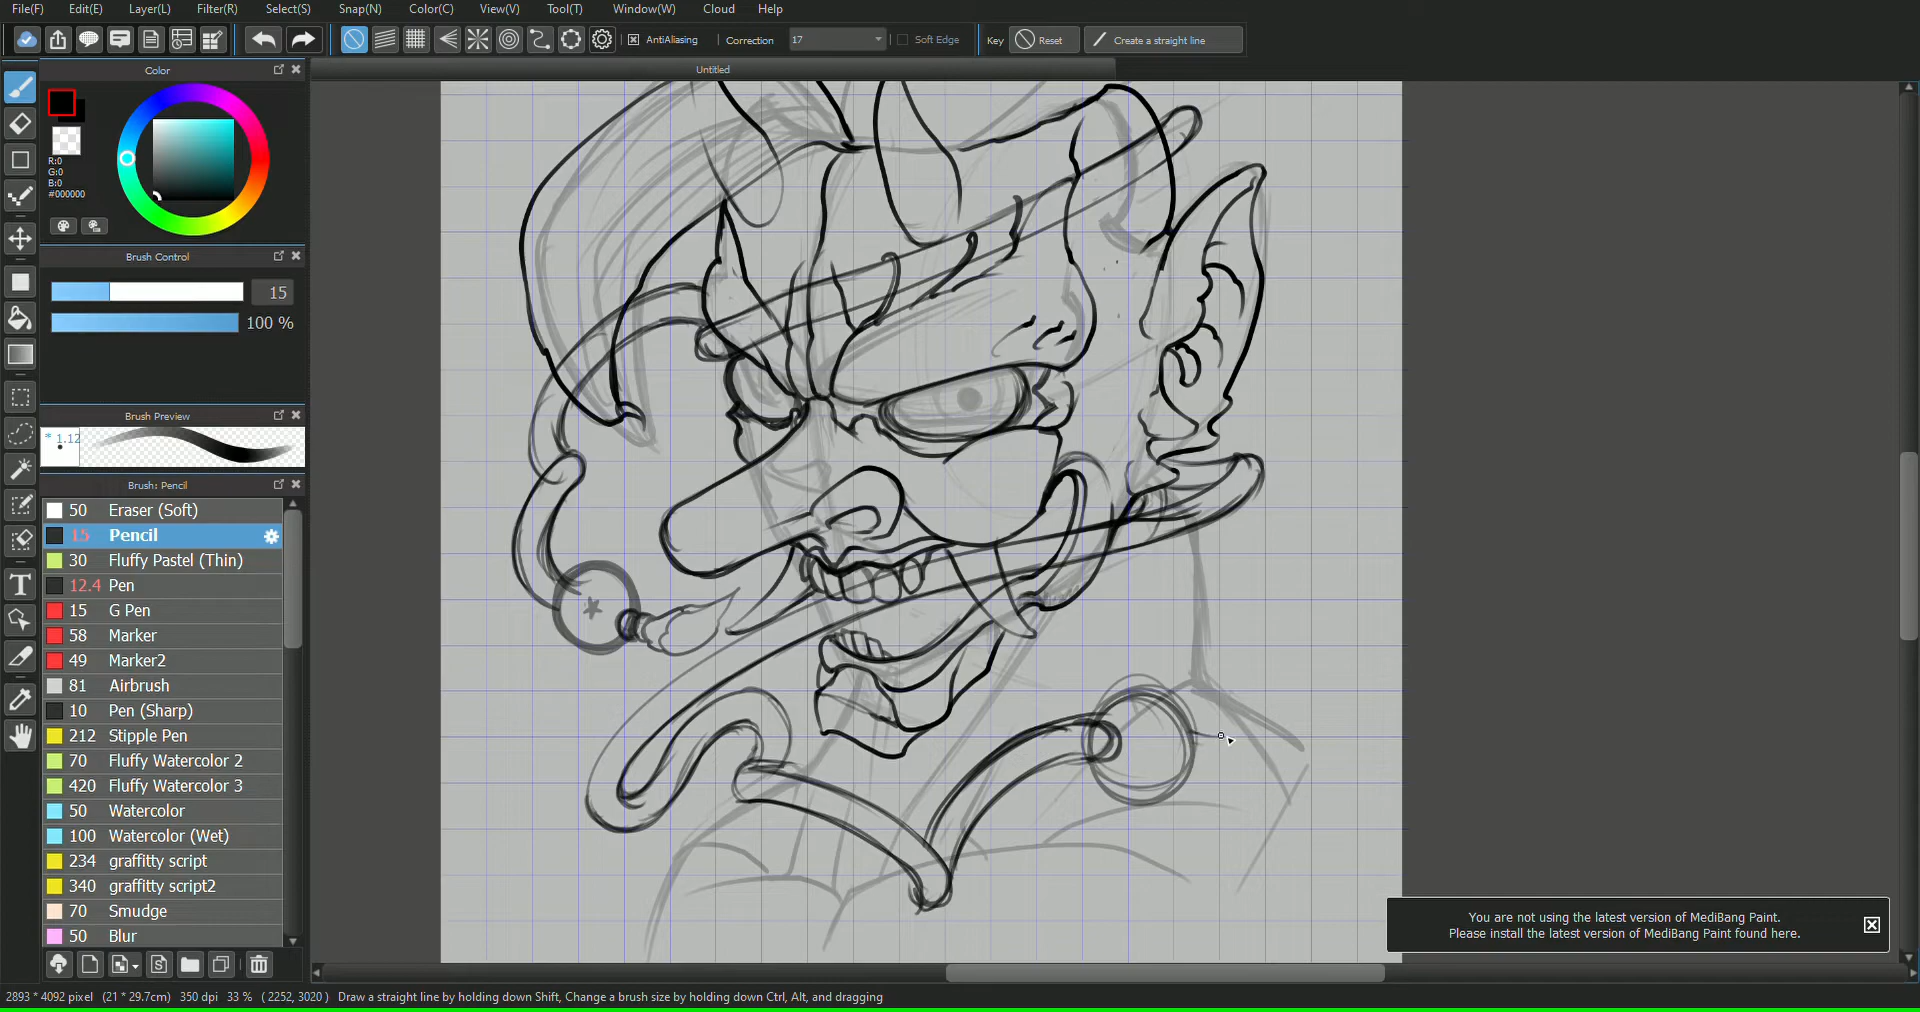 File(F) Edit(E) Layer(L) Filter(R) Select(S) Snap(N) Color(C) View(V) Tool(T) Window(W) Cloud Help
AntiAliasing Correction 17 Soft Edge Key Reset Create a straight line
Color
Untitled
R:0
G:0
B:0
#000000
Brush Control
15
100 %
Brush Preview
* 1.12
Brush: Pencil
50 Eraser (Soft)
15 Pencil
30 Fluffy Pastel (Thin)
12.4 Pen
15 G Pen
58 Marker
49 Marker2
81 Airbrush
10 Pen (Sharp)
212 Stipple Pen
70 Fluffy Watercolor 2
420 Fluffy Watercolor 3
50 Watercolor
100 Watercolor (Wet)
234 graffitty script
340 graffitty script2
70 Smudge
50 Blur
You are not using the latest version of MediBang Paint.
Please install the latest version of MediBang Paint found here.
2893 * 4092 pixel (21 * 29.7cm) 350 dpi 33 % ( 2252, 3020 ) Draw a straight line by holding down Shift, Change a brush size by holding down Ctrl, Alt, and dragging